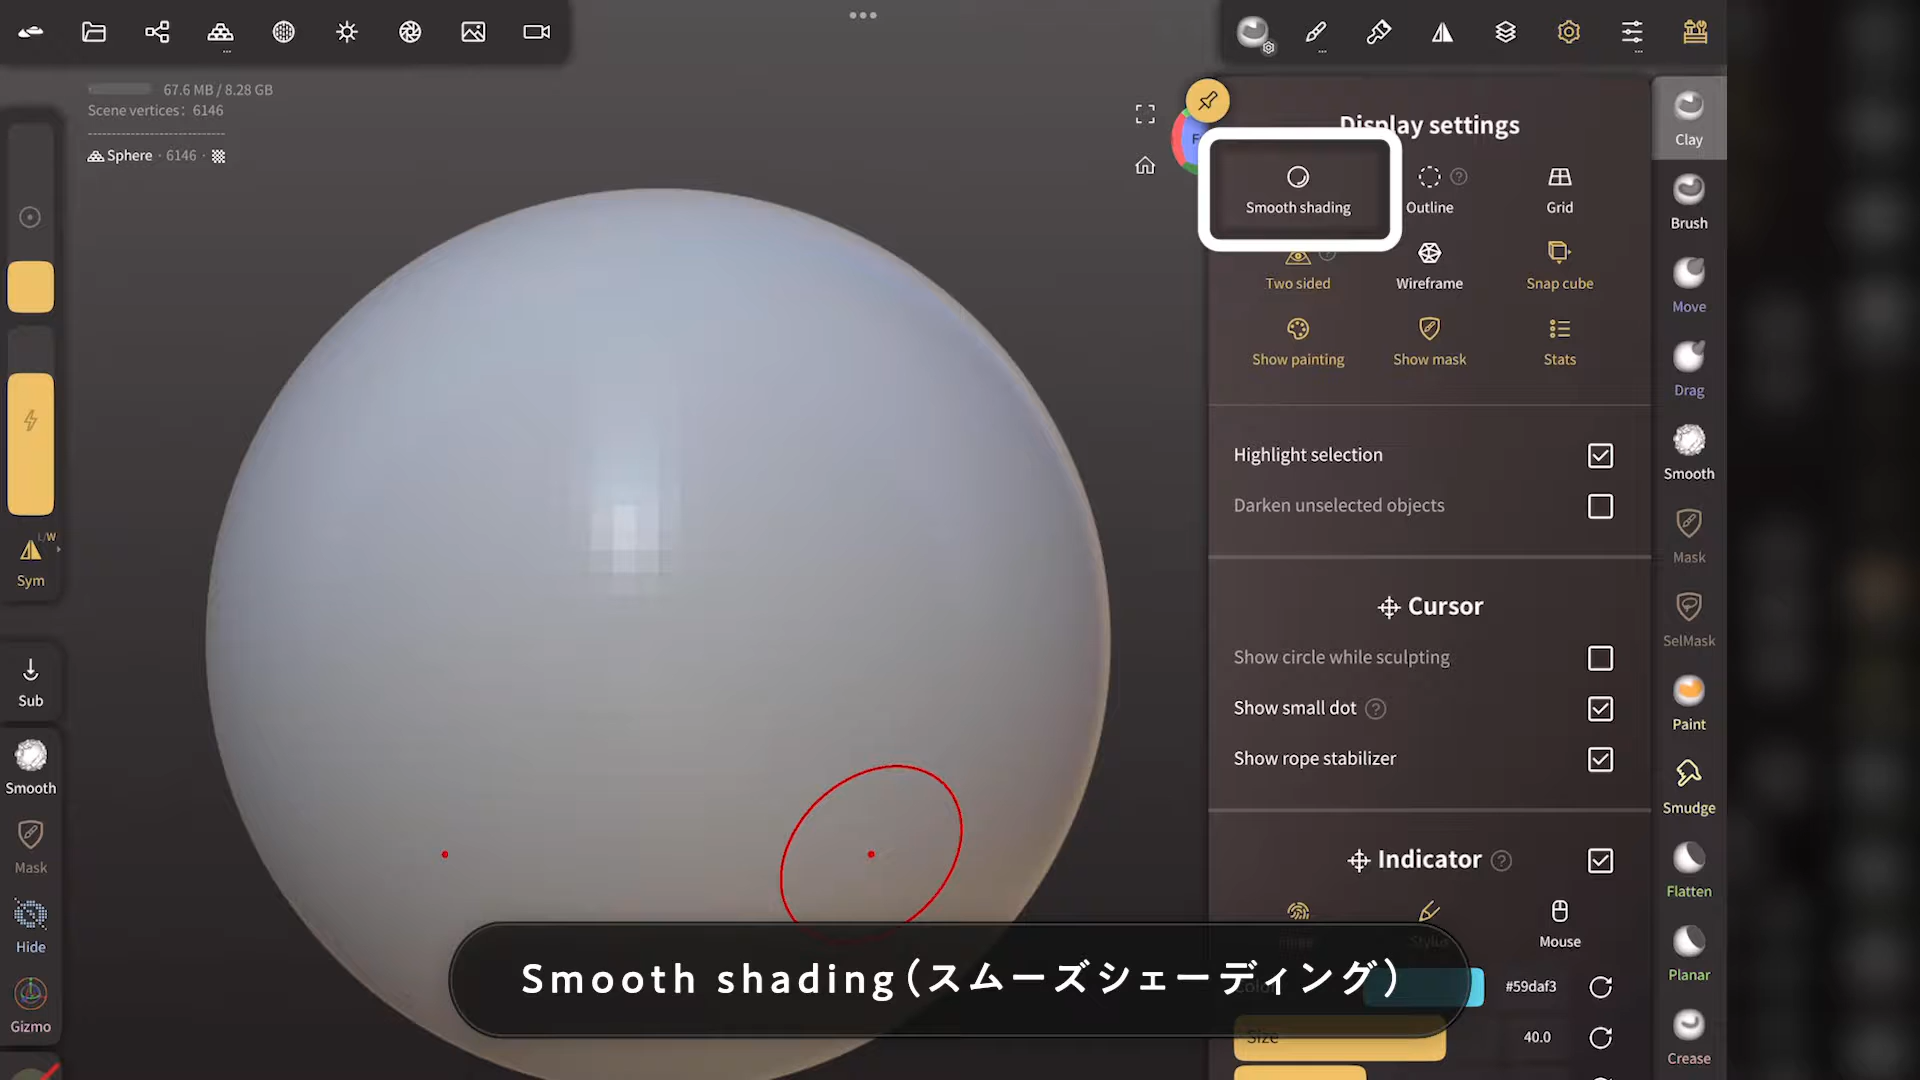 67.6 MB / 8.28 GB
Scene vertices: 6146
Sphere · 6146 ·
L/W
Sym
Sub
Smooth
Mask
Hide
Gizmo
Display settings
Smooth shading
Outline
Grid
Two sided
Wireframe
Snap cube
Show painting
Show mask
Stats
Highlight selection
Darken unselected objects
Cursor
Show circle while sculpting
Show small dot
Show rope stabilizer
Indicator
Mouse
#59daf3
Size
40.0
Clay
Brush
Move
Drag
Smooth
Mask
SelMask
Paint
Smudge
Flatten
Planar
Crease
Smooth shading(スムーズシェーディング)